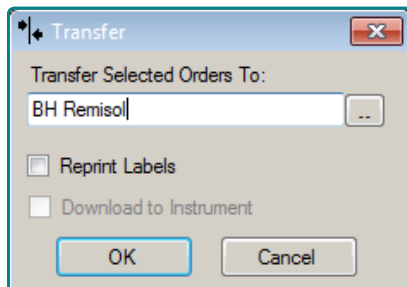 Transfer
Transfer Selected Orders To:
BH Remisol
..
Reprint Labels
Download to Instrument
OK Cancel